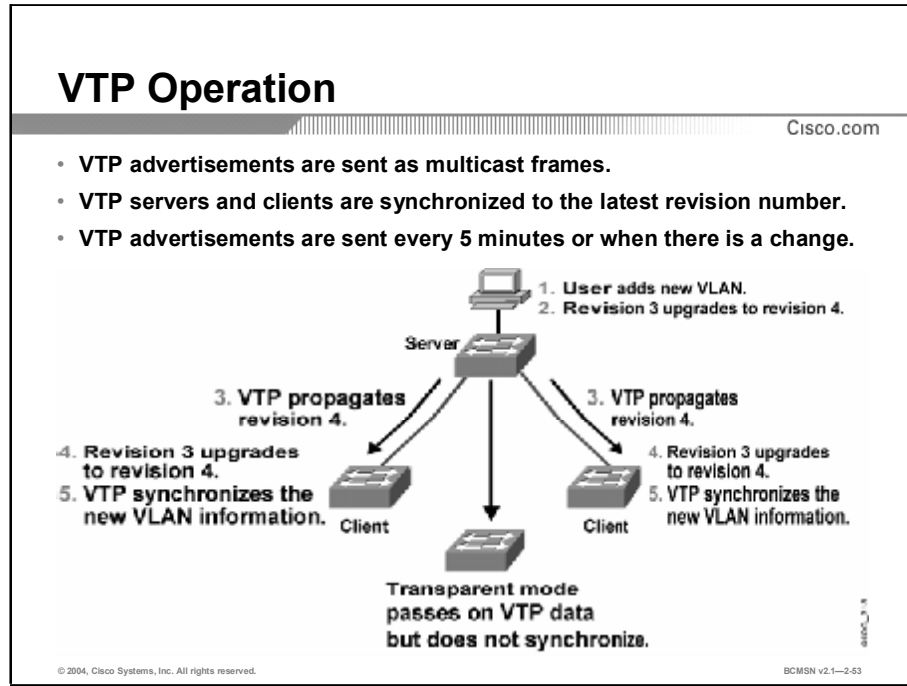 VTP Operation
Cisco.com
• VTP advertisements are sent as multicast frames.
• VTP servers and clients are synchronized to the latest revision number.
• VTP advertisements are sent every 5 minutes or when there is a change.
1. User adds new VLAN.
2. Revision 3 upgrades to revision 4.
Server
3. VTP propagates
revision 4.
3. VTP propagates
revision 4.
4. Revision 3 upgrades
to revision 4.
5. VTP synchronizes the
new VLAN information.
Client
Client
4. Revision 3 upgrades
to revision 4.
5. VTP synchronizes the
new VLAN information.
Transparent mode
passes on VTP data
but does not synchronize.
© 2004, Cisco Systems, Inc. All rights reserved.
BCMSN v2.1—2-53